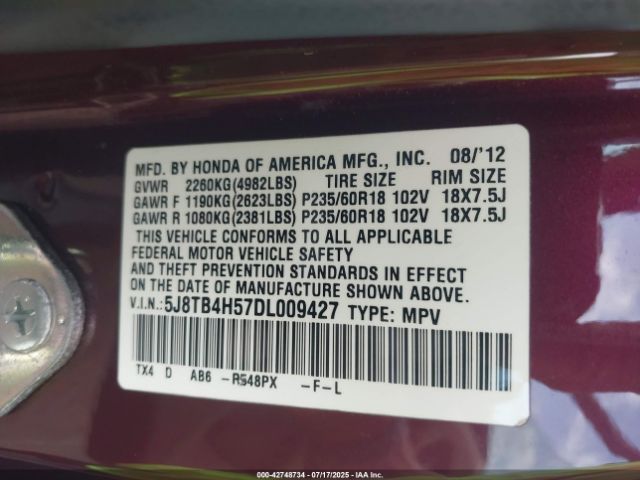 MFD. BY HONDA OF AMERICA MFG., INC. 08/'12
GVWR 2260KG(4982LBS) TIRE SIZE RIM SIZE
GAWR F 1190KG(2623LBS) P235/60R18 102V 18X7.5J
GAWR R 1080KG(2381LBS) P235/60R18 102V 18X7.5J
THIS VEHICLE CONFORMS TO ALL APPLICABLE
FEDERAL MOTOR VEHICLE SAFETY
AND THEFT PREVENTION STANDARDS IN EFFECT
ON THE DATE OF MANUFACTURE SHOWN ABOVE.
V.I.N.: 5J8TB4H57DL009427 TYPE: MPV
TX4 D AB6 -R548PX -F-L
000-42748734 - 07/17/2025 - IAA Inc.